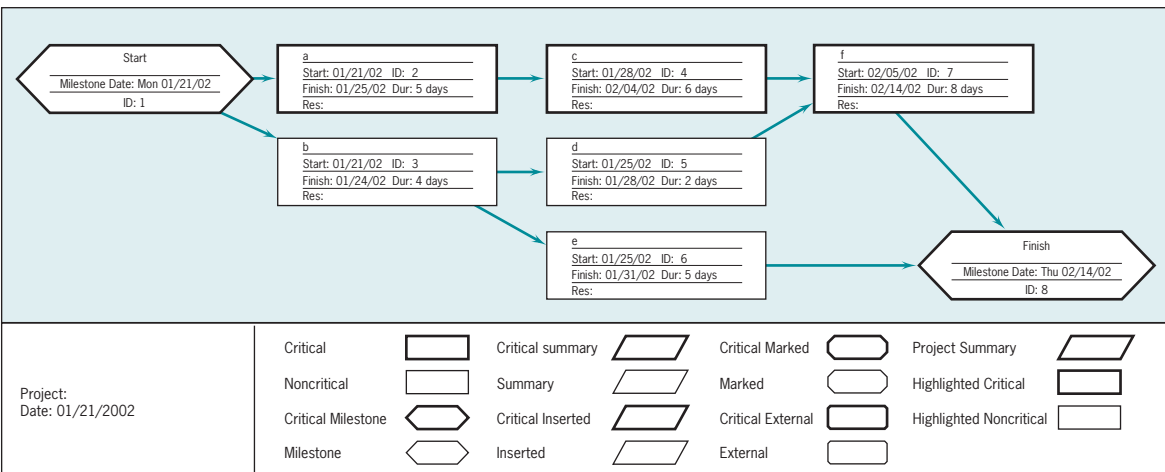 Start
Milestone Date: Mon 01/21/02
ID: 1
a
Start: 01/21/02 ID: 2
Finish: 01/25/02 Dur: 5 days
Res:
c
Start: 01/28/02 ID: 4
Finish: 02/04/02 Dur: 6 days
Res:
f
Start: 02/05/02 ID: 7
Finish: 02/14/02 Dur: 8 days
Res:
b
Start: 01/21/02 ID: 3
Finish: 01/24/02 Dur: 4 days
Res:
d
Start: 01/25/02 ID: 5
Finish: 01/28/02 Dur: 2 days
Res:
e
Start: 01/25/02 ID: 6
Finish: 01/31/02 Dur: 5 days
Res:
Finish
Milestone Date: Thu 02/14/02
ID: 8
Project:
Date: 01/21/2002
Critical
Noncritical
Critical Milestone
Milestone
Critical summary
Summary
Critical Inserted
Inserted
Critical Marked
Marked
Critical External
External
Project Summary
Highlighted Critical
Highlighted Noncritical